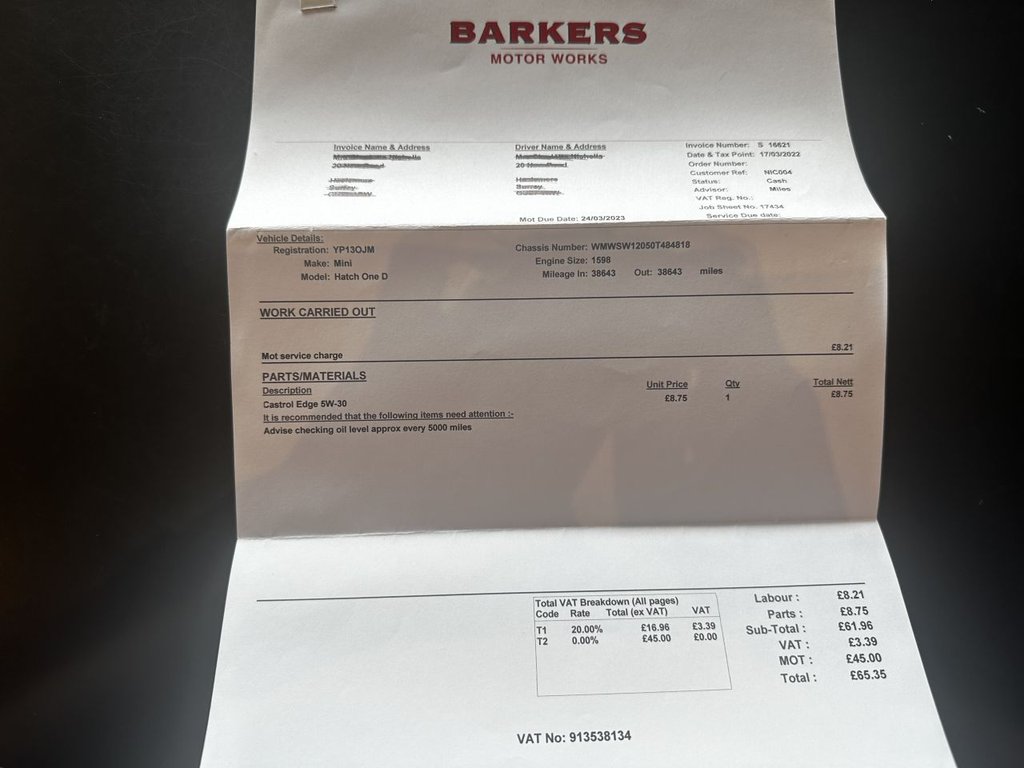 BARKERS
MOTOR WORKS
Invoice Name & Address
Driver Name & Address
Surrey
Surrey
Invoice Number: S 16621
Date & Tax Point: 17/03/2022
Order Number:
Customer Ref: NIC004
Status: Cash
Advisor: Miles
VAT Reg. No.:
Job Sheet No. 17434
Mot Due Date: 24/03/2023
Service Due date:
Vehicle Details:
Registration: YP13OJM
Chassis Number: WMWSW12050T484818
Make: Mini
Engine Size: 1598
Model: Hatch One D
Mileage In: 38643 Out: 38643 miles
WORK CARRIED OUT
Mot service charge £8.21
PARTS/MATERIALS
Description Unit Price Qty Total Nett
Castrol Edge 5W-30 £8.75 1 £8.75
It is recommended that the following items need attention :-
Advise checking oil level approx every 5000 miles
Total VAT Breakdown (All pages)
Code Rate Total (ex VAT) VAT
T1 20.00% £16.96 £3.39
T2 0.00% £45.00 £0.00
Labour : £8.21
Parts : £8.75
Sub-Total : £61.96
VAT : £3.39
MOT : £45.00
Total : £65.35
VAT No: 913538134